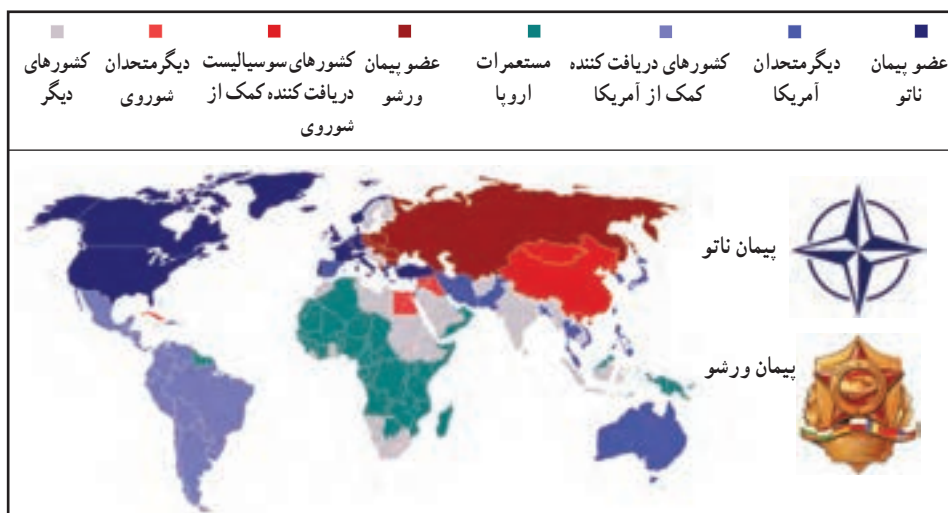 عضو پیمان ناتو
دیگرمتحدان آمریکا
کشورهای دریافت کننده کمک از آمریکا
مستعمرات اروپا
عضو پیمان ورشو
کشورهای سوسیالیست دریافت کننده کمک از شوروی
دیگرمتحدان شوروی
کشورهای دیگر
پیمان ناتو
پیمان ورشو